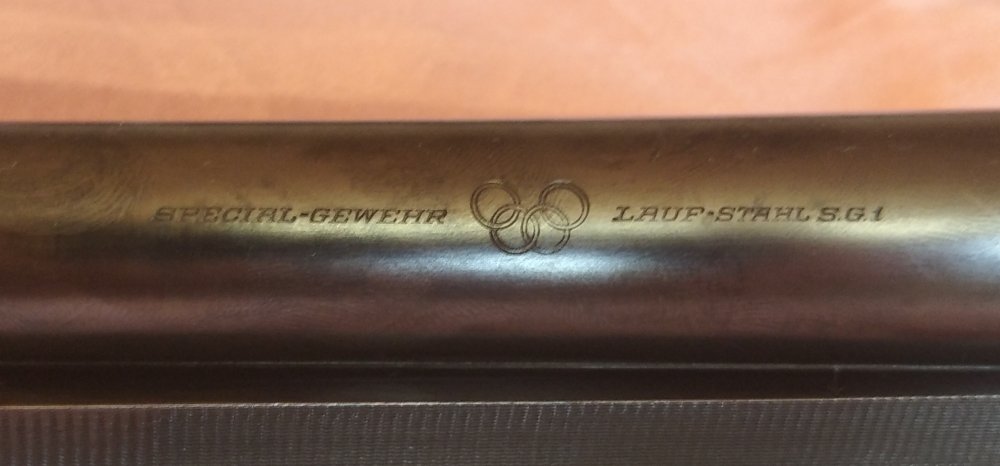 SPECIAL-GEWEHR LAUF-STAHL S.G.1